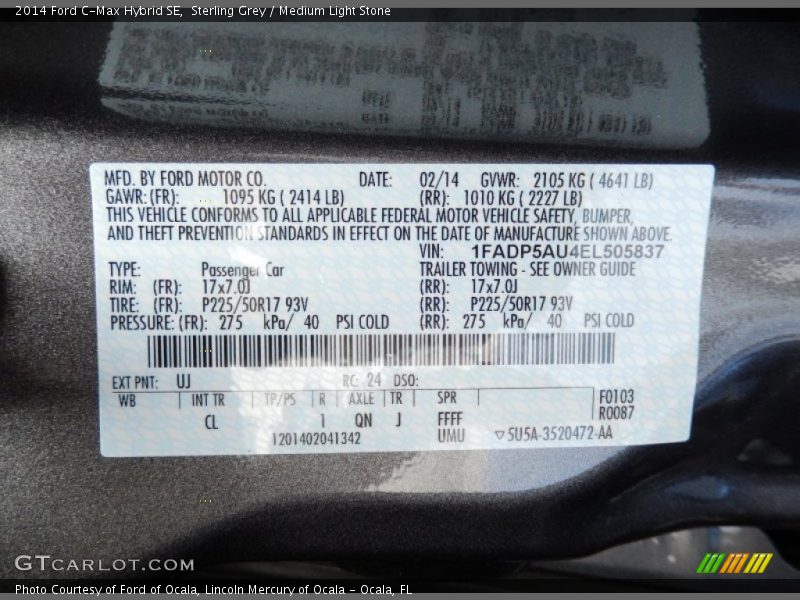 2014 Ford C-Max Hybrid SE, Sterling Grey / Medium Light Stone
MFD. BY FORD MOTOR CO. DATE: 02/14 GVWR: 2105 KG ( 4641 LB)
GAWR: (FR): 1095 KG ( 2414 LB) (RR): 1010 KG ( 2227 LB)
THIS VEHICLE CONFORMS TO ALL APPLICABLE FEDERAL MOTOR VEHICLE SAFETY, BUMPER,
AND THEFT PREVENTION STANDARDS IN EFFECT ON THE DATE OF MANUFACTURE SHOWN ABOVE.
VIN: 1FADP5AU4EL505837
TYPE: Passenger Car TRAILER TOWING - SEE OWNER GUIDE
RIM: (FR): 17x7.0J (RR): 17x7.0J
TIRE: (FR): P225/50R17 93V (RR): P225/50R17 93V
PRESSURE: (FR): 275 kPa/ 40 PSI COLD (RR): 275 kPa/ 40 PSI COLD
EXT PNT: UJ RC: 24 DSO:
WB INT TR TP/PS R AXLE TR SPR F0103
CL 1 QN J FFFF R0087
1201402041342 UMU ▽5U5A-3520472-AA
GTCARLOT.COM
Photo Courtesy of Ford of Ocala, Lincoln Mercury of Ocala - Ocala, FL